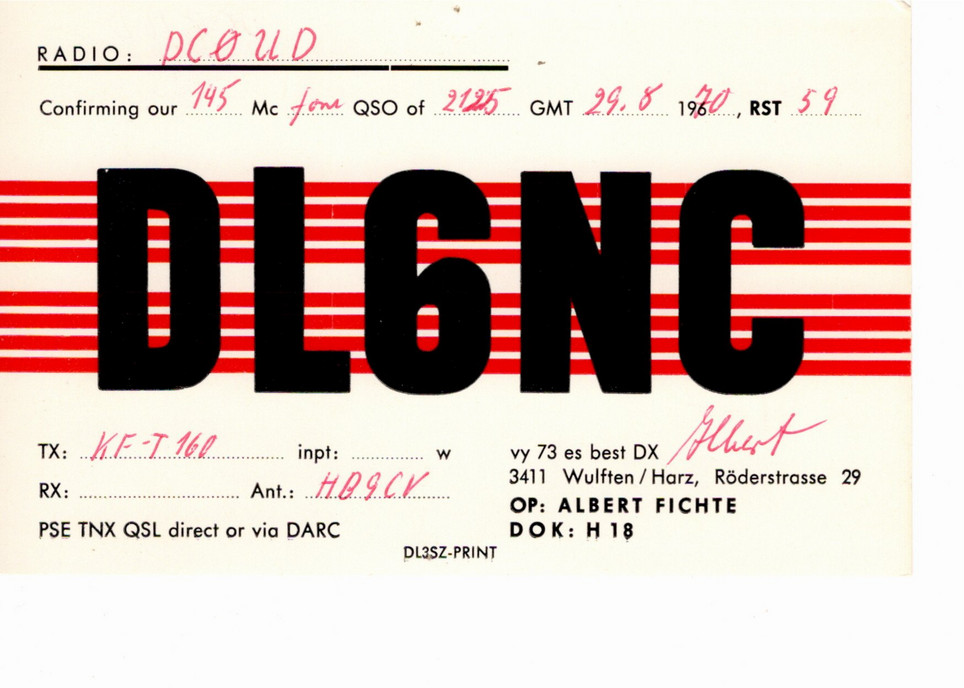 RADIO: DC0UD
Confirming our 145 Mc fone QSO of 2125 GMT 29.8 1970, RST 59
DL6NC
TX: KF-T 160 inpt: w
RX: Ant.: HB9CV
PSE TNX QSL direct or via DARC
vy 73 es best DX Albert
3411 Wulften / Harz, Röderstrasse 29
OP: ALBERT FICHTE
DOK: H 18
DL3SZ-PRINT